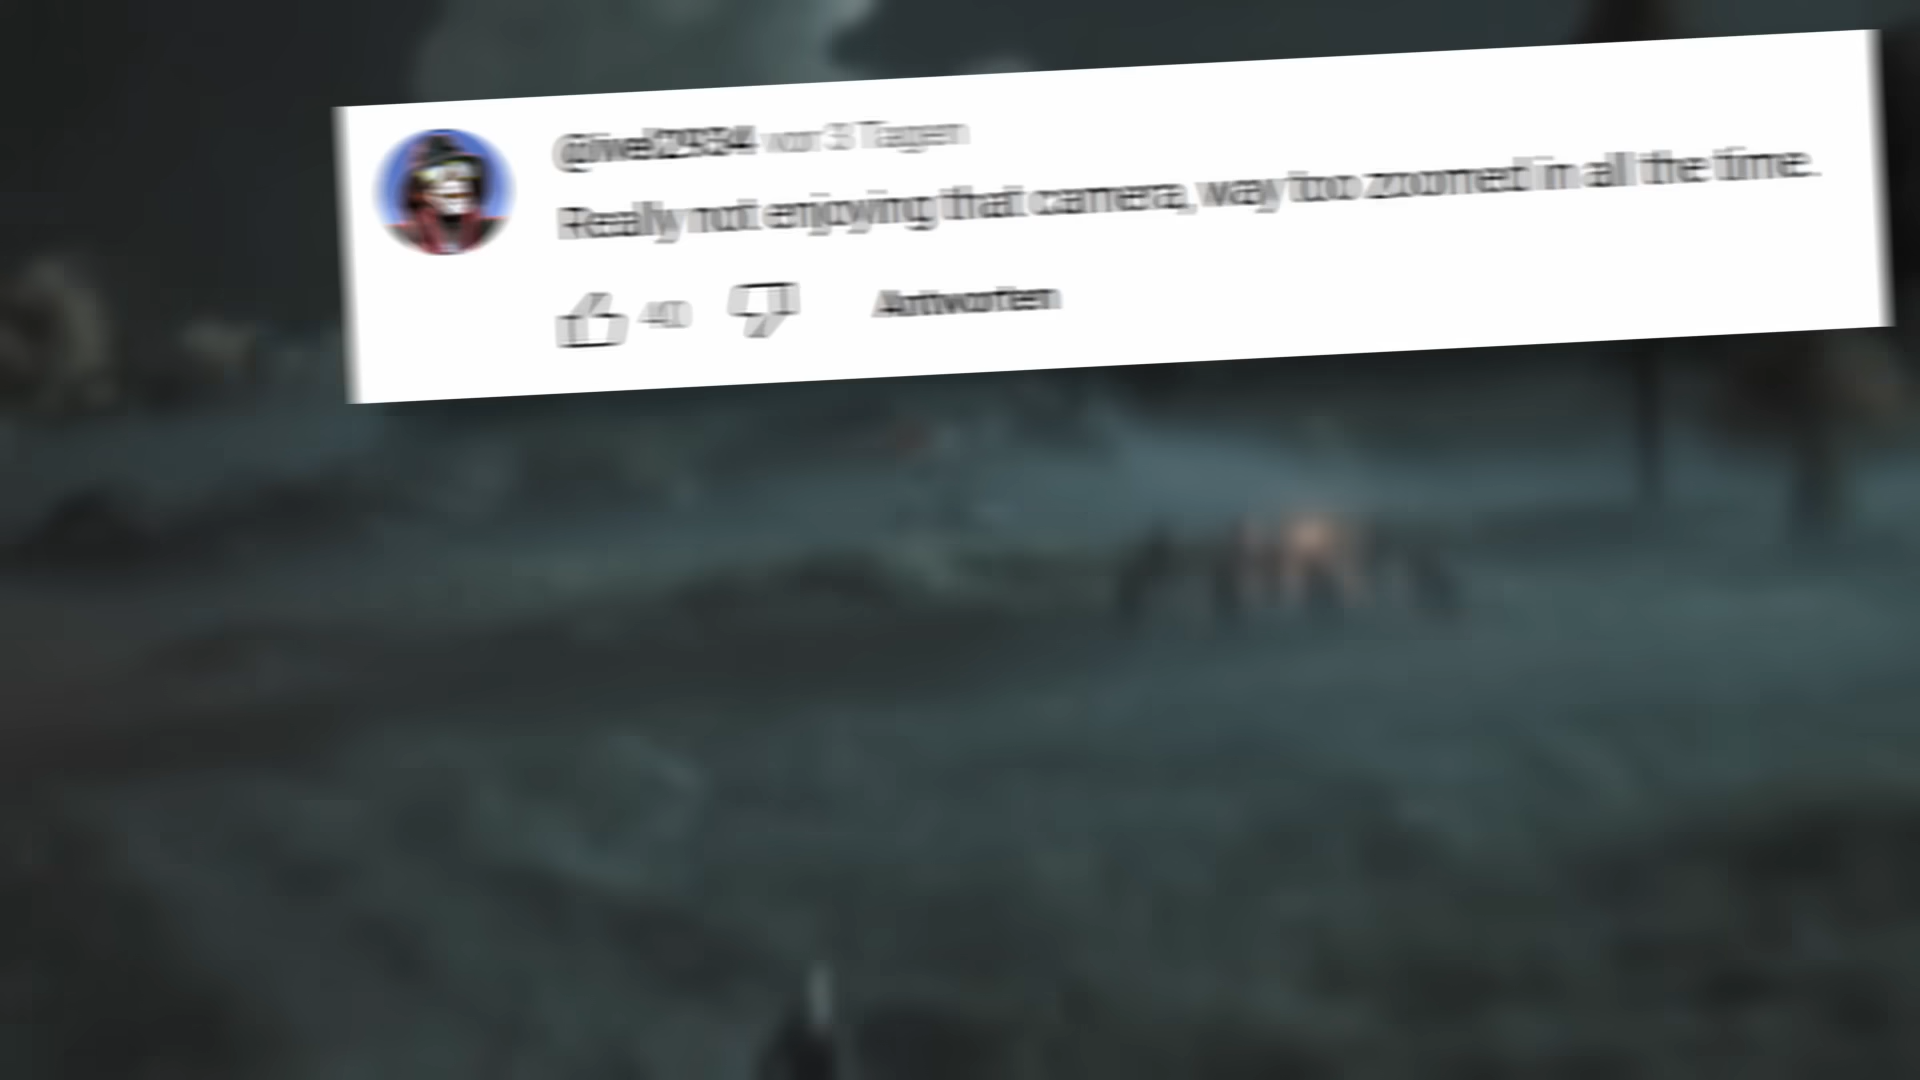 vor 3 Tagen
Really not enjoying that camera, way too zoomed in all the time.
40 Antworten